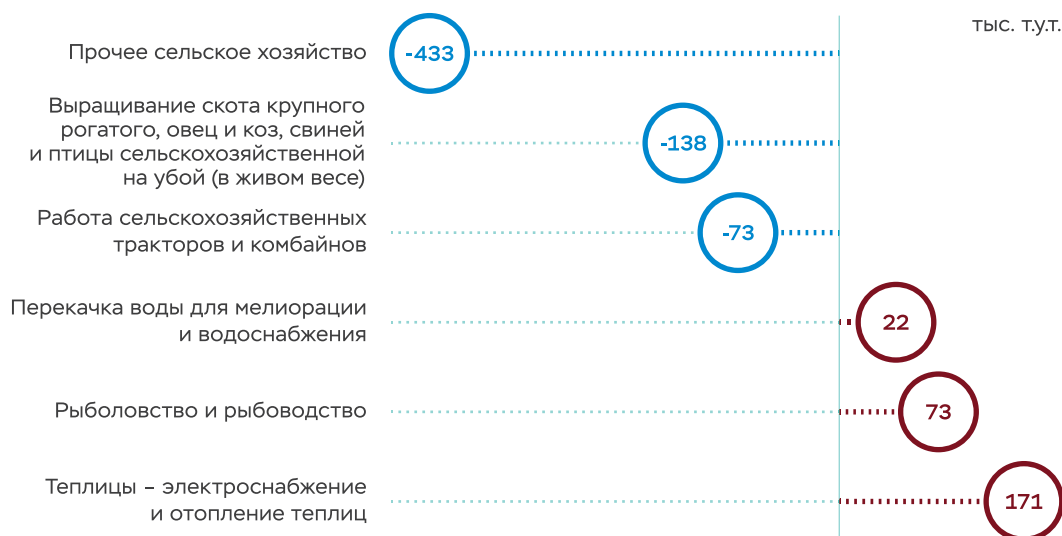 тыс. т.у.т.
Прочее сельское хозяйство
-433
Выращивание скота крупного
рогатого, овец и коз, свиней
и птицы сельскохозяйственной
на убой (в живом весе)
-138
Работа сельскохозяйственных
тракторов и комбайнов
-73
Перекачка воды для мелиорации
и водоснабжения
22
Рыболовство и рыбоводство
73
Теплицы – электроснабжение
и отопление теплиц
171